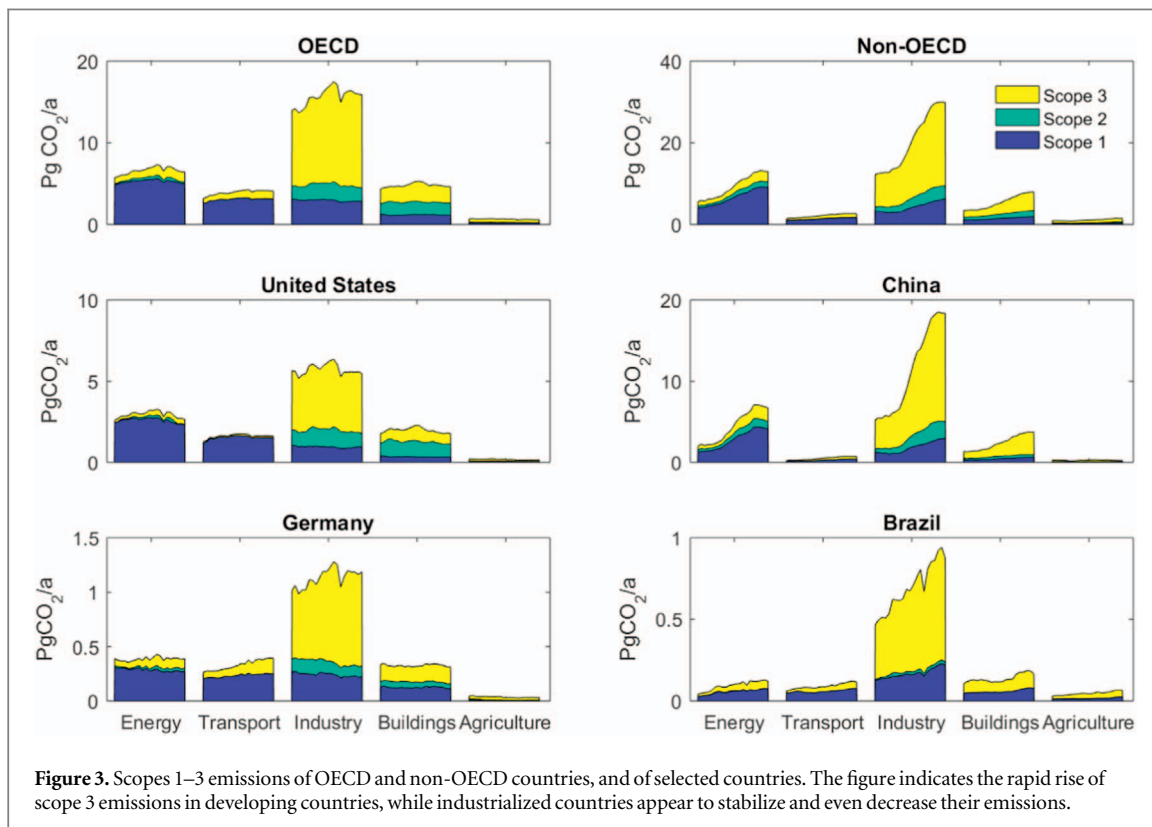 OECD
20
10
0
Pg CO2/a
Non-OECD
40
20
0
Pg CO2/a
Scope 3
Scope 2
Scope 1
United States
10
5
0
PgCO2/a
China
20
10
0
PgCO2/a
Germany
1.5
1
0.5
0
PgCO2/a
Energy Transport Industry Buildings Agriculture
Brazil
1
0.5
0
PgCO2/a
Energy Transport Industry Buildings Agriculture
Figure 3. Scopes 1–3 emissions of OECD and non-OECD countries, and of selected countries. The figure indicates the rapid rise of
scope 3 emissions in developing countries, while industrialized countries appear to stabilize and even decrease their emissions.